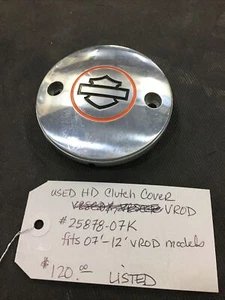 USED HD Clutch Cover
VROD
#25878-07K
fits 07'-12' VROD models
$120.00 LISTED